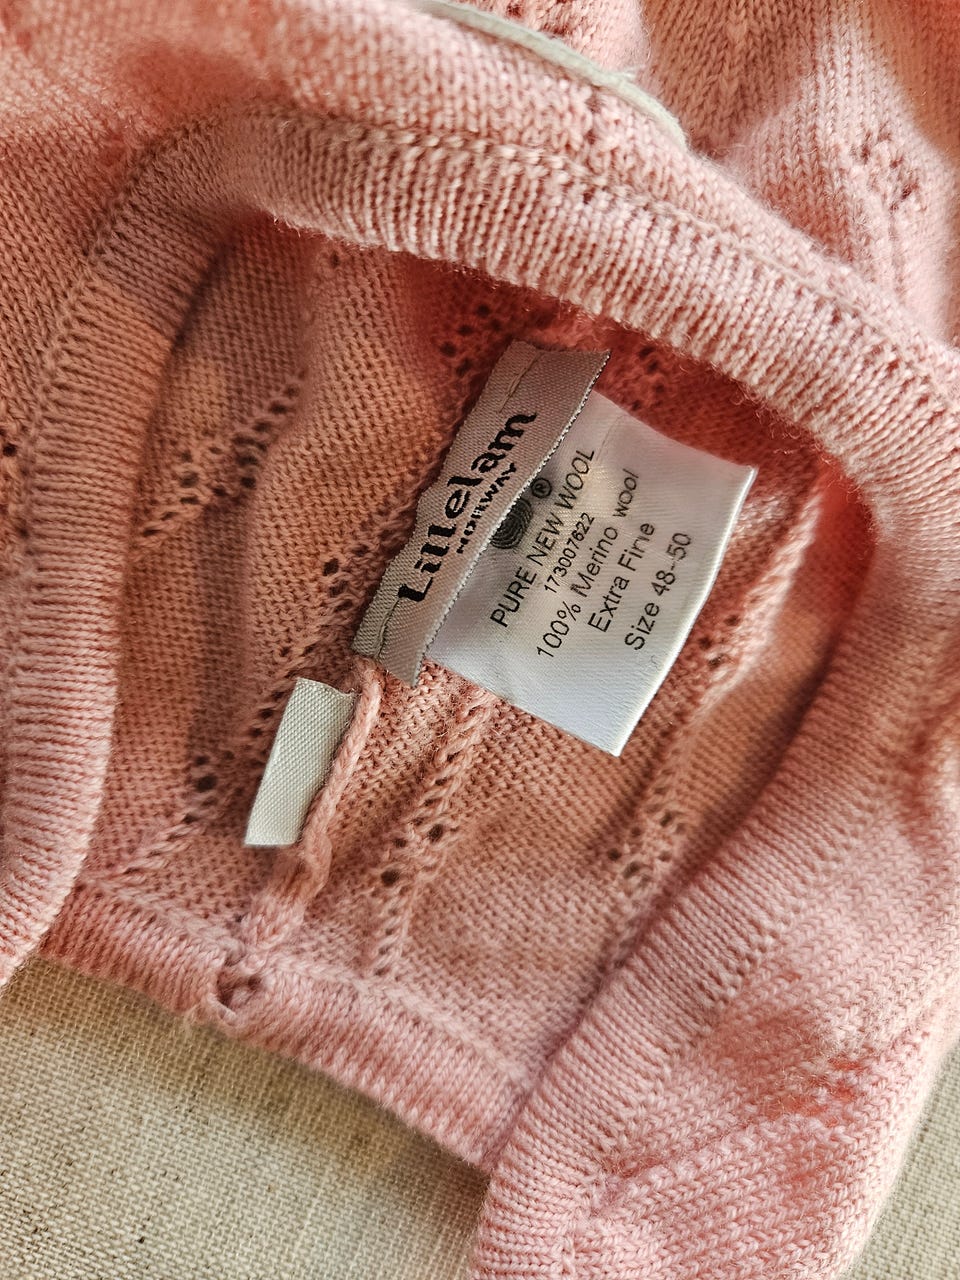 Lillelam
NORWAY
®
PURE NEW WOOL
173007622
100% Merino wool
Extra Fine
Size 48-50